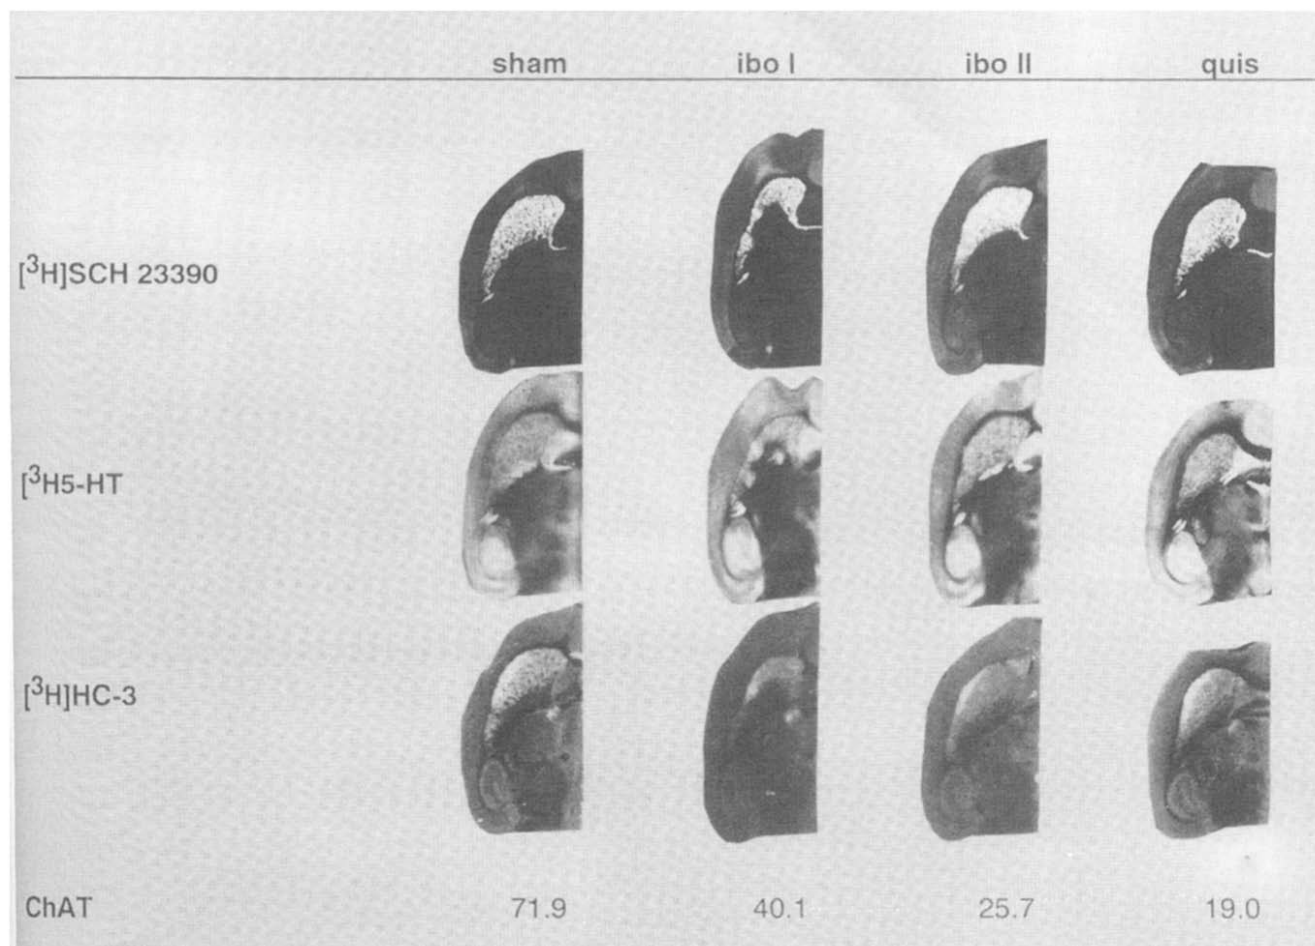 sham ibo I ibo II quis
[³H]SCH 23390
[³H5-HT
[³H]HC-3
ChAT 71.9 40.1 25.7 19.0